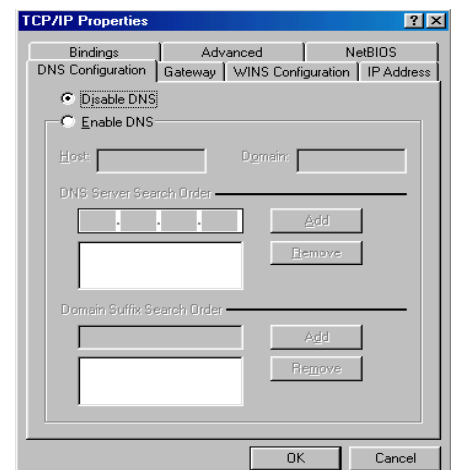 TCP/IP Properties
Bindings Advanced NetBIOS
DNS Configuration Gateway WINS Configuration IP Address
Disable DNS
Enable DNS
Host: Domain:
DNS Server Search Order
Add
Remove
Domain Suffix Search Order
Add
Remove
OK Cancel